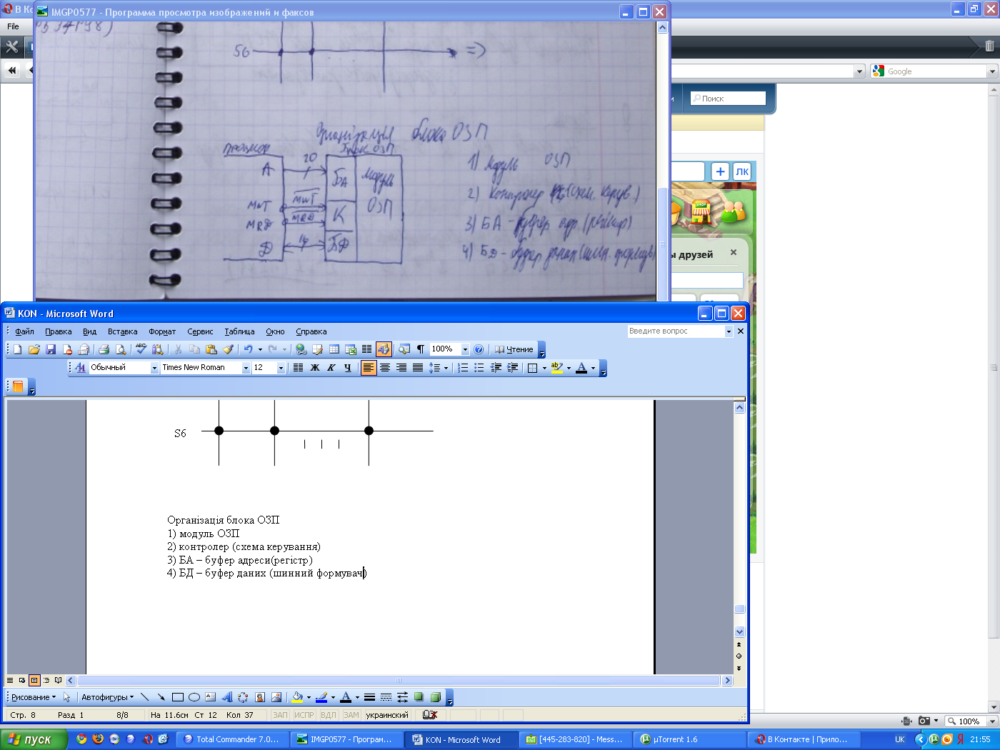 В Ко
IMGP0577 - Программа просмотра изображений и факсов
File
S6
=>
Організація блока ОЗП
процесор
Блок ОЗП
A
20
БА
модуль ОЗП
MWT
MWT
K
MRD
MRD
Д
БД
1) модуль ОЗП
2) контролер (схем. керув.)
3) БА - буфер адр. (регістр)
4) БД - буфер даних (шин. формув)
Google
и
Поиск
+
ЛК
SHOP
ы друзей
KON - Microsoft Word
Файл Правка Вид Вставка Формат Сервис Таблица Окно Справка
Введите вопрос
100%
Чтение
Обычный Times New Roman 12 Ж К Ч
S6
Організація блока ОЗП
1) модуль ОЗП
2) контролер (схема керування)
3) БА – буфер адреси(регістр)
4) БД – буфер даних (шинний формувач)
Рисование Автофигуры
Стр. 8 Разд 1 8/8 На 11.6см Ст 12 Кол 37 ЗАП ИСПР ВДЛ ЗАМ украинский
100%
пуск
Total Commander 7.0...
IMGP0577 - Програм...
KON - Microsoft Word
[445-283-820] - Mess...
µTorrent 1.6
В Контакте | Прило...
UK
21:55